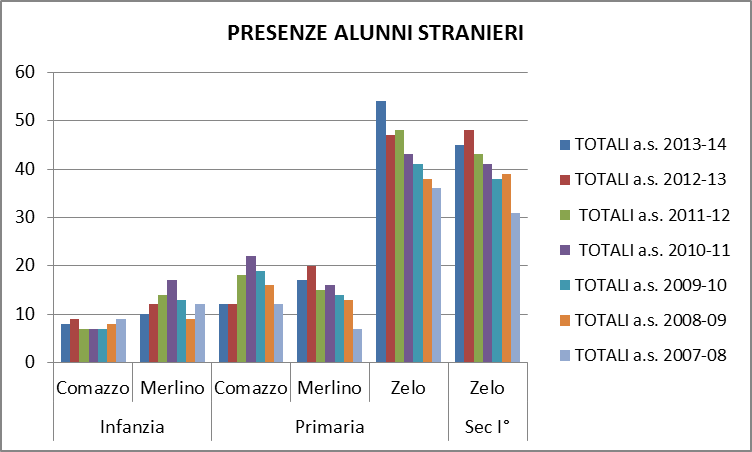 PRESENZE ALUNNI STRANIERI
60
50
40
30
20
10
0
Comazzo Merlino Comazzo Merlino Zelo Zelo
Infanzia Primaria Sec I°
TOTALI a.s. 2013-14
TOTALI a.s. 2012-13
TOTALI a.s. 2011-12
TOTALI a.s. 2010-11
TOTALI a.s. 2009-10
TOTALI a.s. 2008-09
TOTALI a.s. 2007-08